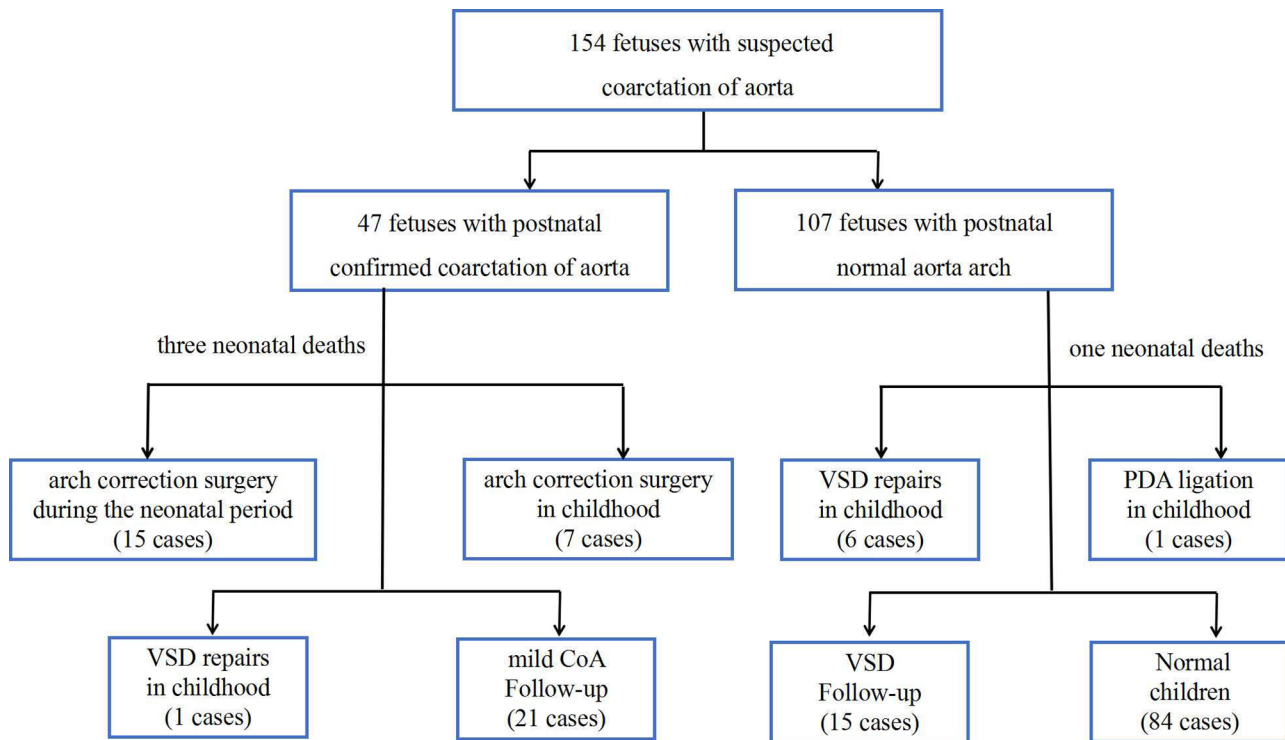 154 fetuses with suspected
coarctation of aorta
47 fetuses with postnatal
confirmed coarctation of aorta
107 fetuses with postnatal
normal aorta arch
three neonatal deaths
one neonatal deaths
arch correction surgery
during the neonatal period
(15 cases)
arch correction surgery
in childhood
(7 cases)
VSD repairs
in childhood
(6 cases)
PDA ligation
in childhood
(1 cases)
VSD repairs
in childhood
(1 cases)
mild CoA
Follow-up
(21 cases)
VSD
Follow-up
(15 cases)
Normal
children
(84 cases)